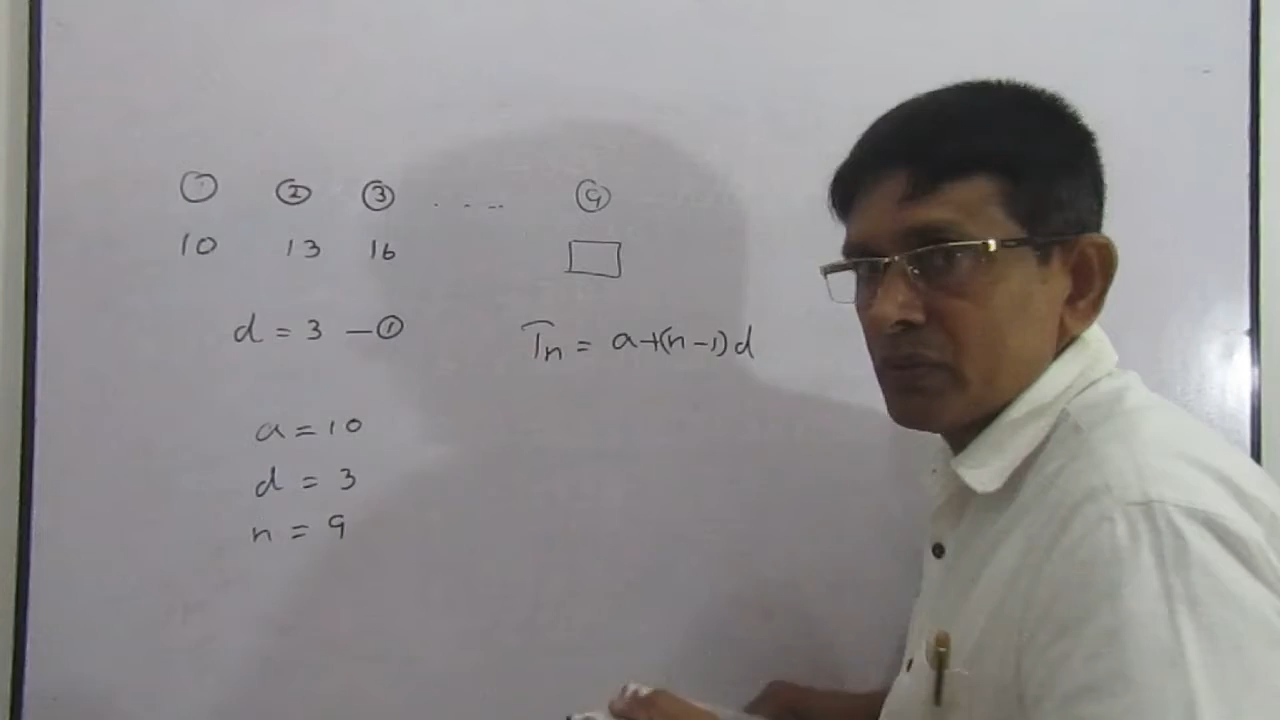 ① ② ③ . - -- ⑨
10 13 16
d = 3 —①
Tn = a+(n-1)d
a=10
d = 3
n = 9